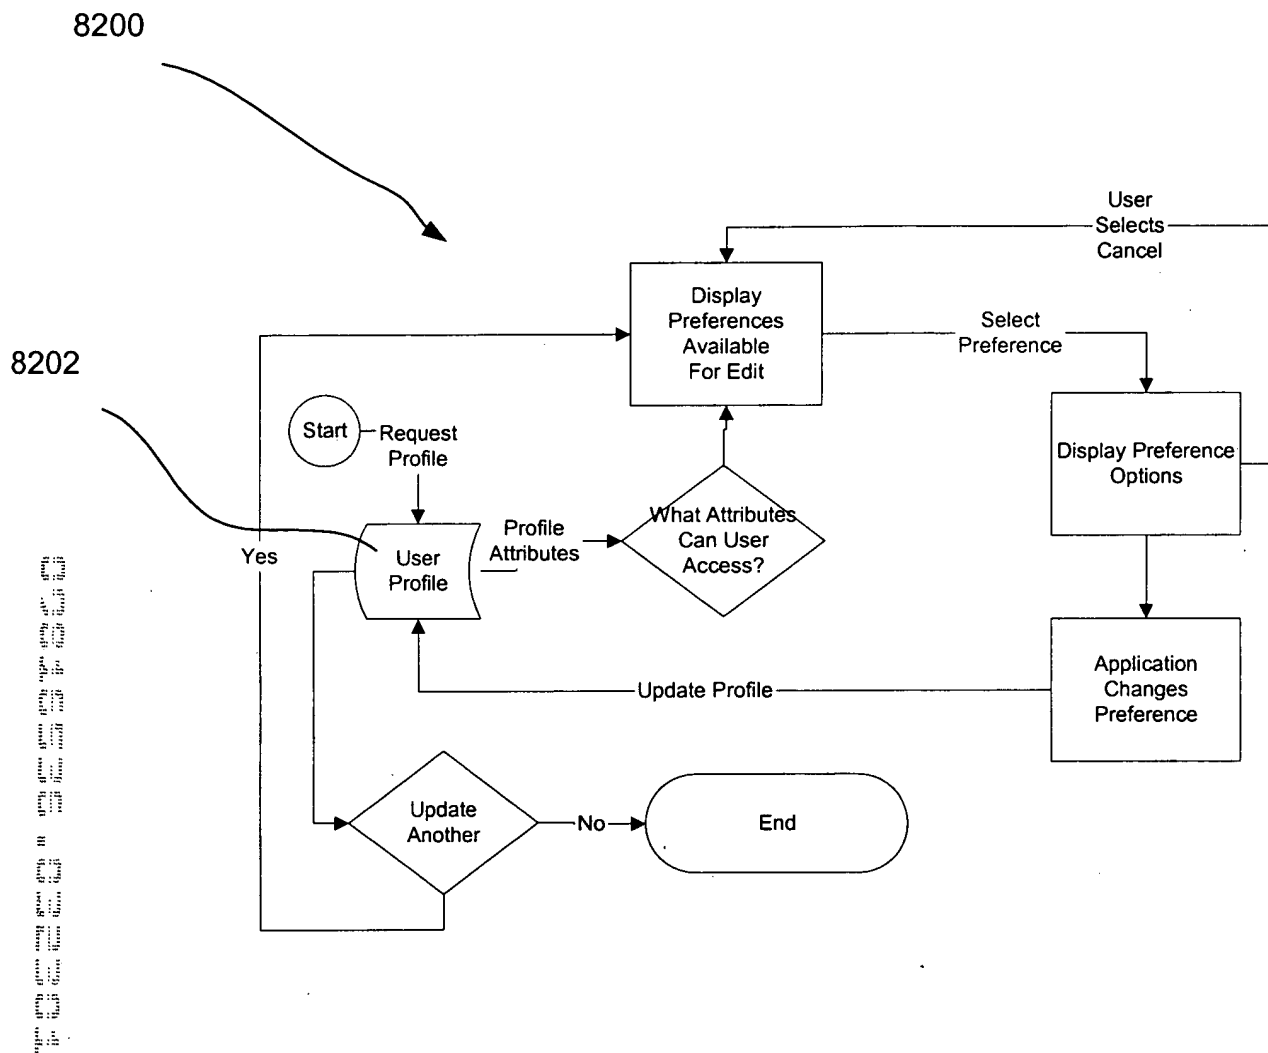 8200
User
Selects
Cancel
Display
Preferences
Available
For Edit
Select
Preference
8202
Start
Request
Profile
Display Preference
Options
What Attributes
Can User
Access?
Profile
Attributes
User
Profile
Yes
Application
Changes
Preference
Update Profile
Update
Another
No
End